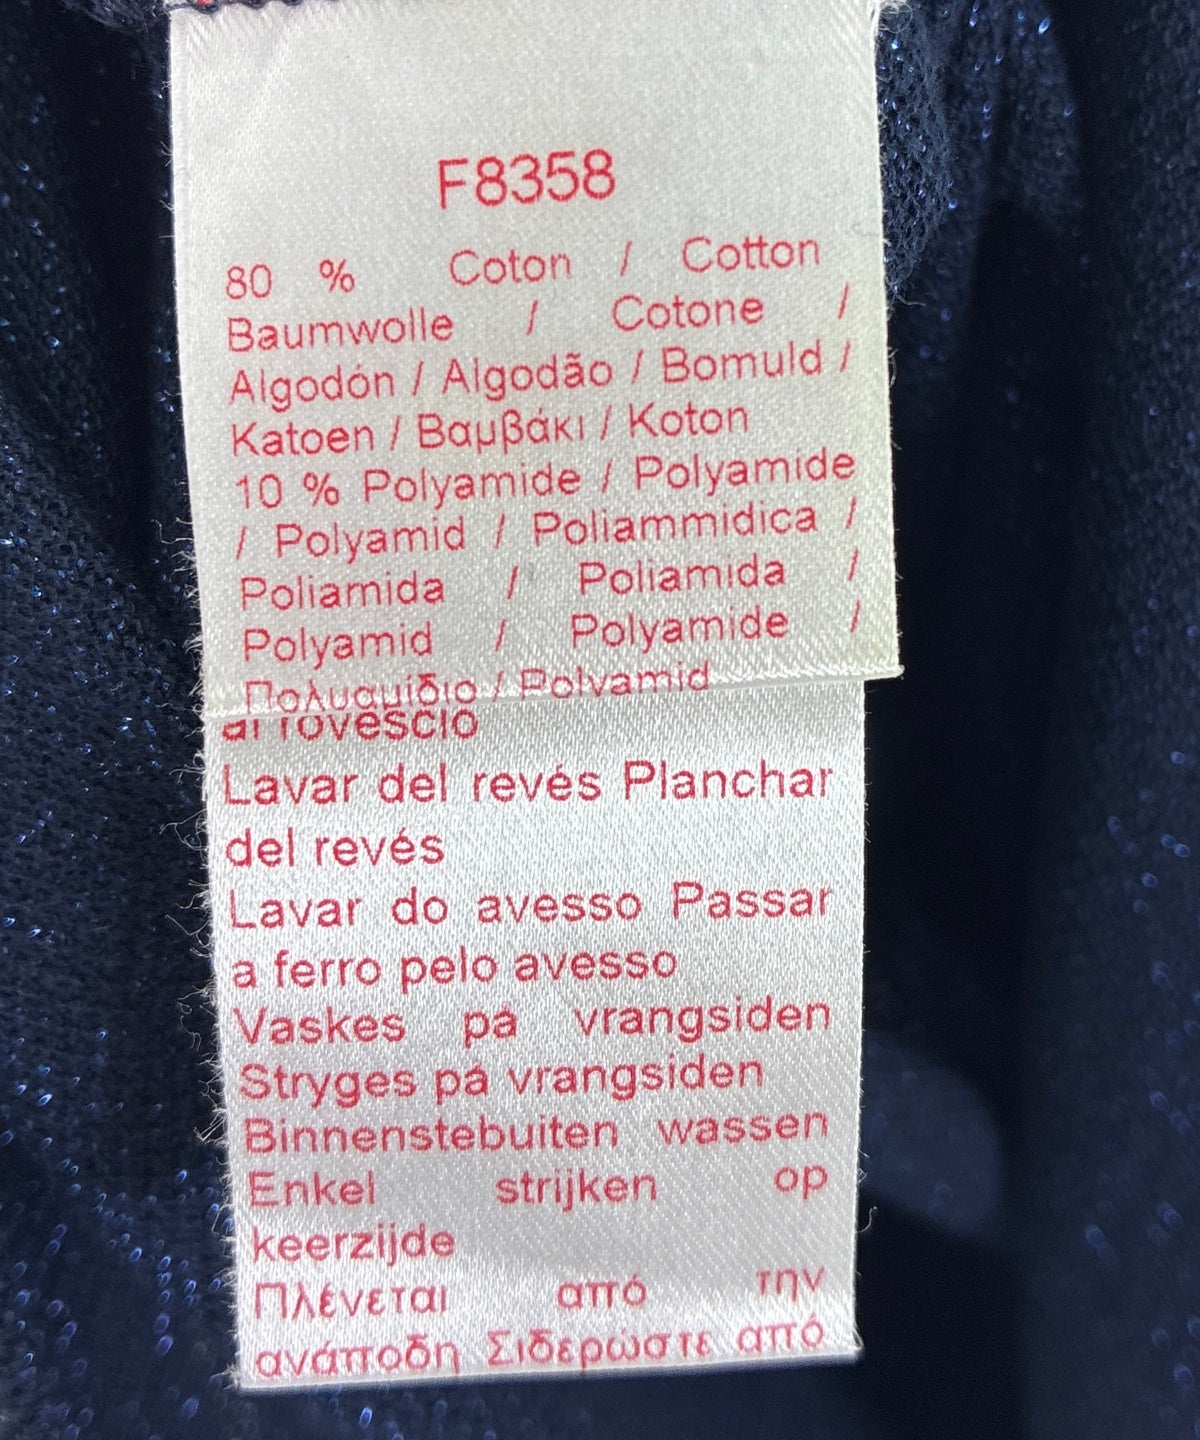 F8358
80 % Coton / Cotton
Baumwolle / Cotone /
Algodón / Algodão / Bomuld /
Katoen / Βαμβάκι / Koton
10 % Polyamide / Polyamide
/ Polyamid / Poliammidica /
Poliamida / Poliamida /
Polyamid / Polyamide /
Πολυαμίδιο / Polyamid
al rovescio
Lavar del revés Planchar
del revés
Lavar do avesso Passar
a ferro pelo avesso
Vaskes på vrangsiden
Stryges på vrangsiden
Binnenstebuiten wassen
Enkel strijken op
keerzijde
Πλένεται από την
ανάποδη Σιδερώστε από